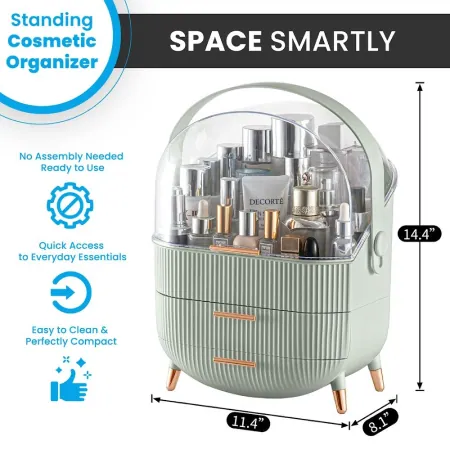 Standing
Cosmetic
Organizer
SPACE SMARTLY
No Assembly Needed
Ready to Use
Quick Access
to Everyday Essentials
Easy to Clean &
Perfectly Compact
DECORTÉ
14.4"
11.4"
8.1"